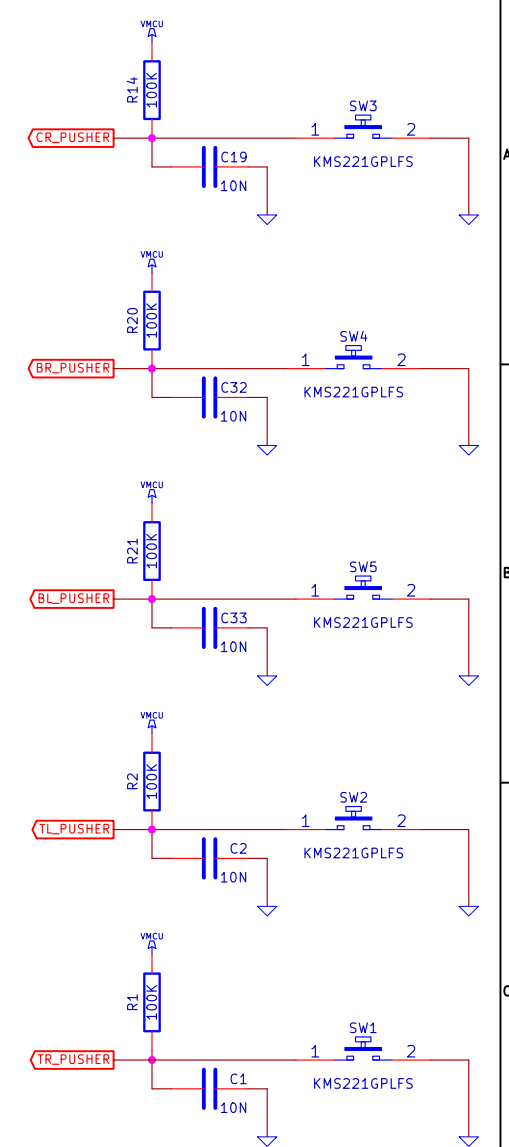 VMCU
R14
100K
CR_PUSHER
C19
10N
SW3
1
2
KMS221GPLFS
A
VMCU
R20
100K
BR_PUSHER
C32
10N
SW4
1
2
KMS221GPLFS
VMCU
R21
100K
BL_PUSHER
C33
10N
SW5
1
2
KMS221GPLFS
B
VMCU
R2
100K
TL_PUSHER
C2
10N
SW2
1
2
KMS221GPLFS
VMCU
R1
100K
TR_PUSHER
C1
10N
SW1
1
2
KMS221GPLFS
C